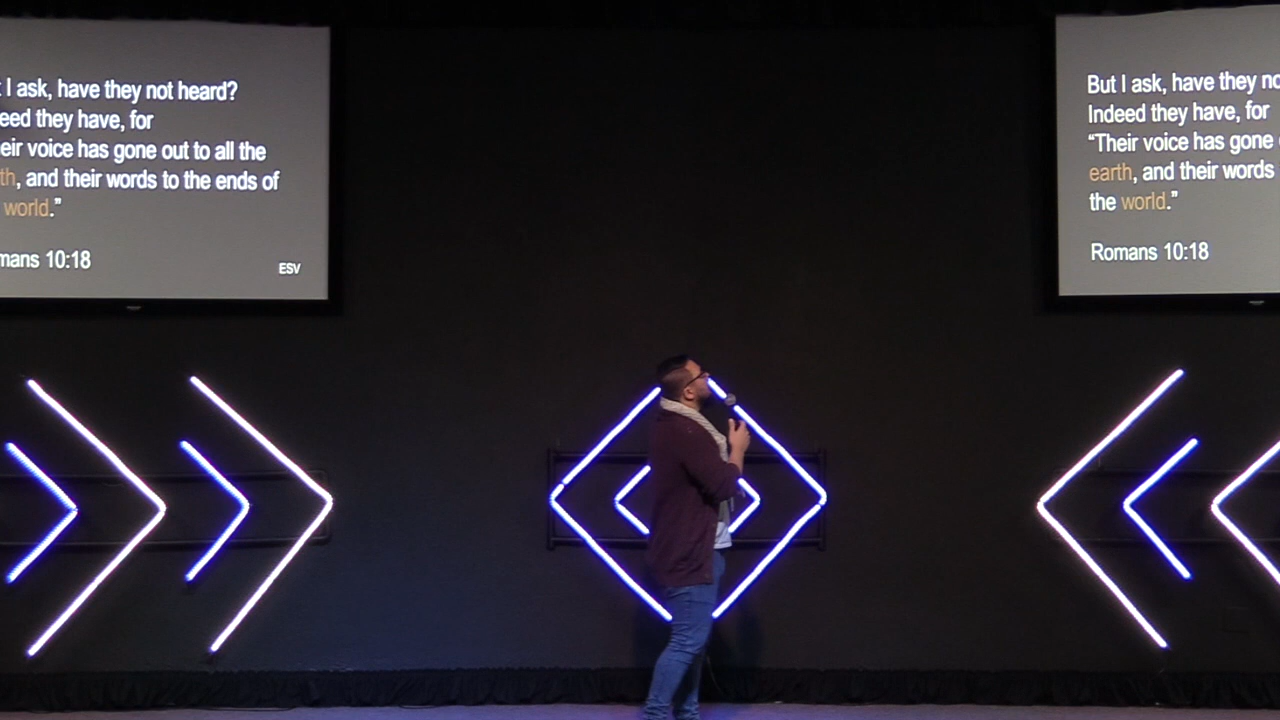 I ask, have they not heard?
eed they have, for
eir voice has gone out to all the
th, and their words to the ends of
world.”
mans 10:18
ESV
But I ask, have they no
Indeed they have, for
“Their voice has gone
earth, and their words
the world.”
Romans 10:18